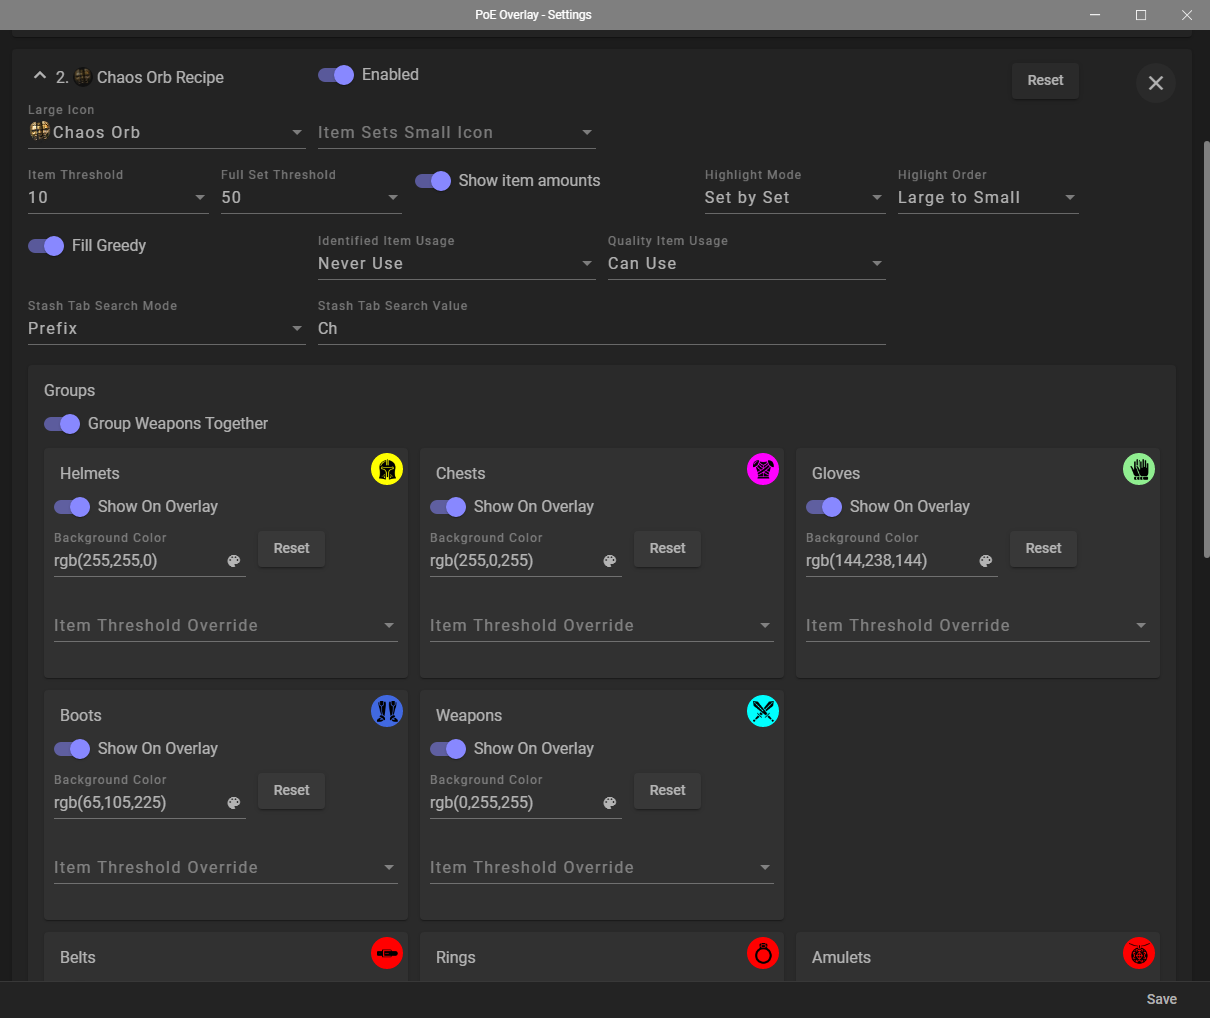 PoE Overlay - Settings
2. Chaos Orb Recipe
Enabled
Reset
Large Icon
Chaos Orb
Item Sets Small Icon
Item Threshold
Full Set Threshold
Highlight Mode
Higlight Order
10
50
Show item amounts
Set by Set
Large to Small
Fill Greedy
Identified Item Usage
Quality Item Usage
Never Use
Can Use
Stash Tab Search Mode
Stash Tab Search Value
Prefix
Ch
Groups
Group Weapons Together
Helmets
Show On Overlay
Background Color
rgb(255,255,0)
Reset
Item Threshold Override
Chests
Show On Overlay
Background Color
rgb(255,0,255)
Reset
Item Threshold Override
Gloves
Show On Overlay
Background Color
rgb(144,238,144)
Reset
Item Threshold Override
Boots
Show On Overlay
Background Color
rgb(65,105,225)
Reset
Item Threshold Override
Weapons
Show On Overlay
Background Color
rgb(0,255,255)
Reset
Item Threshold Override
Belts
Rings
Amulets
Save